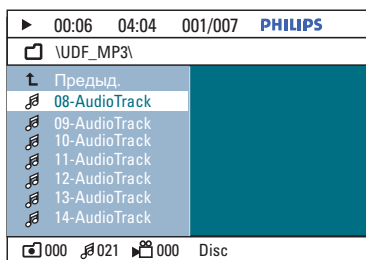 00:06 04:04 001/007 PHILIPS
\UDF_MP3\
Предыд.
08-AudioTrack
09-AudioTrack
10-AudioTrack
11-AudioTrack
12-AudioTrack
13-AudioTrack
14-AudioTrack
000 021 000 Disc